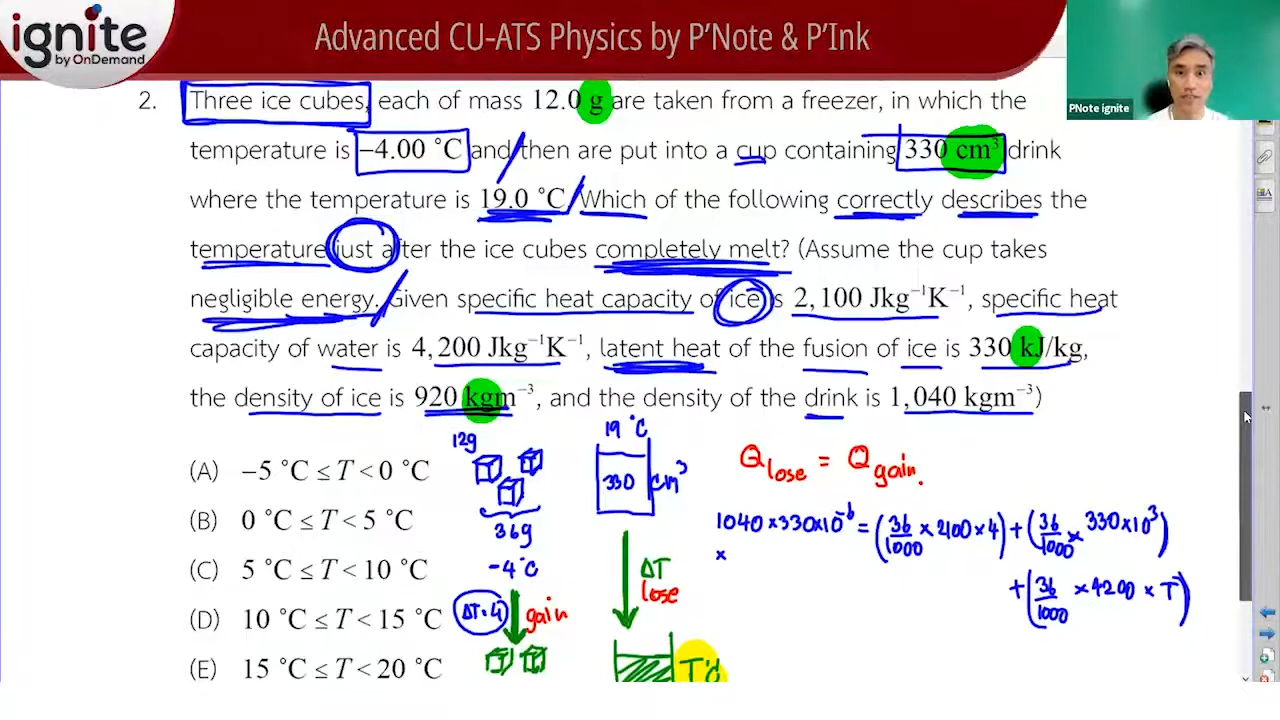 ignite
by OnDemand
Advanced CU-ATS Physics by P'Note & P'Ink
PNote ignite
2. Three ice cubes, each of mass 12.0 g are taken from a freezer, in which the
temperature is −4.00 °C and then are put into a cup containing 330 cm³ drink
where the temperature is 19.0 °C Which of the following correctly describes the
temperature just after the ice cubes completely melt? (Assume the cup takes
negligible energy. Given specific heat capacity of ice is 2,100 Jkg⁻¹K⁻¹, specific heat
capacity of water is 4,200 Jkg⁻¹K⁻¹, latent heat of the fusion of ice is 330 kJ/kg,
the density of ice is 920 kgm⁻³, and the density of the drink is 1,040 kgm⁻³)
(A) −5 °C ≤ T < 0 °C
(B) 0 °C ≤ T < 5 °C
(C) 5 °C ≤ T < 10 °C
(D) 10 °C ≤ T < 15 °C
(E) 15 °C ≤ T < 20 °C
12g
36g
-4°C
ΔT=4
gain
19 °C
330 cm³
ΔT
lose
T°C
Q lose = Q gain.
1040 × 330×10⁻⁶ = (36/1000 × 2100 × 4) + (36/1000 × 330×10³)
×
+ (36/1000 × 4200 × T)